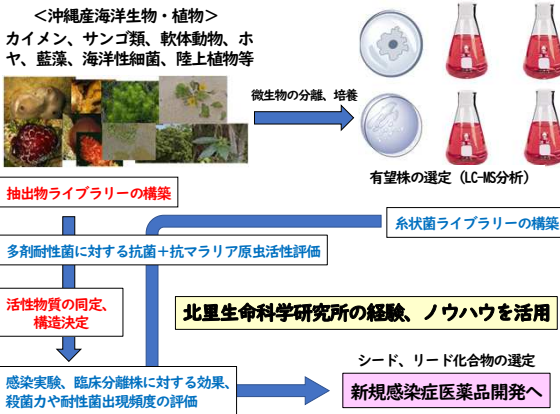 ＜沖縄産海洋生物・植物＞
カイメン、サンゴ類、軟体動物、ホ
ヤ、藍藻、海洋性細菌、陸上植物等
微生物の分離、培養
有望株の選定（LC-MS分析）
抽出物ライブラリーの構築
糸状菌ライブラリーの構築
多剤耐性菌に対する抗菌＋抗マラリア原虫活性評価
活性物質の同定、
構造決定
北里生命科学研究所の経験、ノウハウを活用
感染実験、臨床分離株に対する効果、
殺菌力や耐性菌出現頻度の評価
シード、リード化合物の選定
新規感染症医薬品開発へ